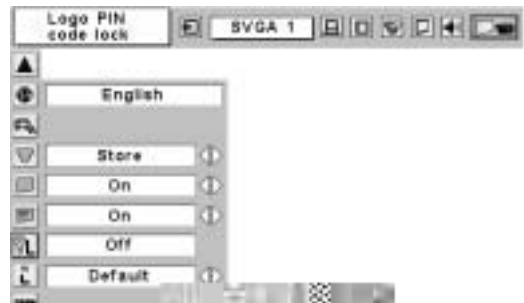 Logo PIN
code lock
SVGA 1
English
Store
On
On
Off
L
Default
L